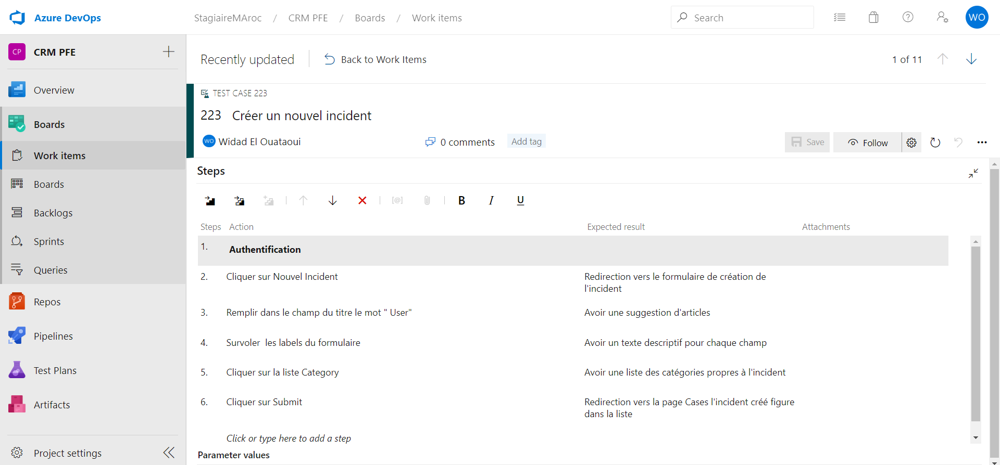 Azure DevOps
StagiaireMAroc / CRM PFE / Boards / Work items
Search
WO
CP CRM PFE
Overview
Boards
Work items
Boards
Backlogs
Sprints
Queries
Repos
Pipelines
Test Plans
Artifacts
Project settings
Recently updated
Back to Work Items
1 of 11
TEST CASE 223
223 Créer un nouvel incident
WO Widad El Ouataoui
0 comments
Add tag
Save
Follow
Steps
B I U
Steps Action Expected result Attachments
1. Authentification
2. Cliquer sur Nouvel Incident Redirection vers le formulaire de création de
l'incident
3. Remplir dans le champ du titre le mot " User" Avoir une suggestion d'articles
4. Survoler  les labels du formulaire Avoir un texte descriptif pour chaque champ
5. Cliquer sur la liste Category Avoir une liste des catégories propres à l'incident
6. Cliquer sur Submit Redirection vers la page Cases l'incident créé figure
dans la liste
Click or type here to add a step
Parameter values